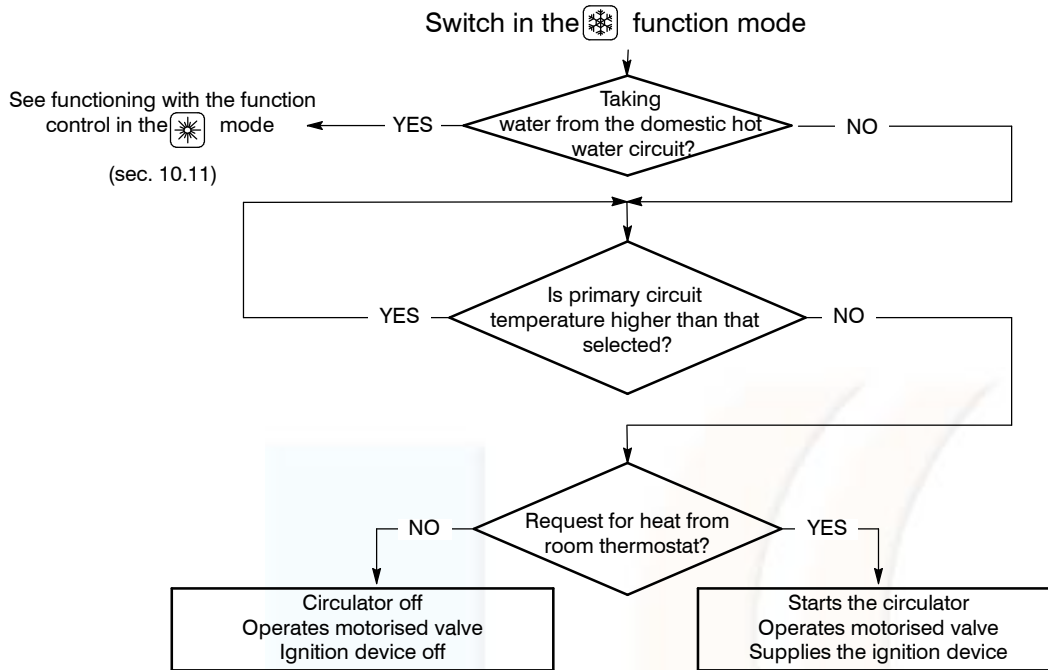 Switch in the function mode
Taking
water from the domestic hot
water circuit?
YES
NO
See functioning with the function
control in the mode
(sec. 10.11)
Is primary circuit
temperature higher than that
selected?
YES
NO
Request for heat from
room thermostat?
NO
YES
Circulator off
Operates motorised valve
Ignition device off
Starts the circulator
Operates motorised valve
Supplies the ignition device